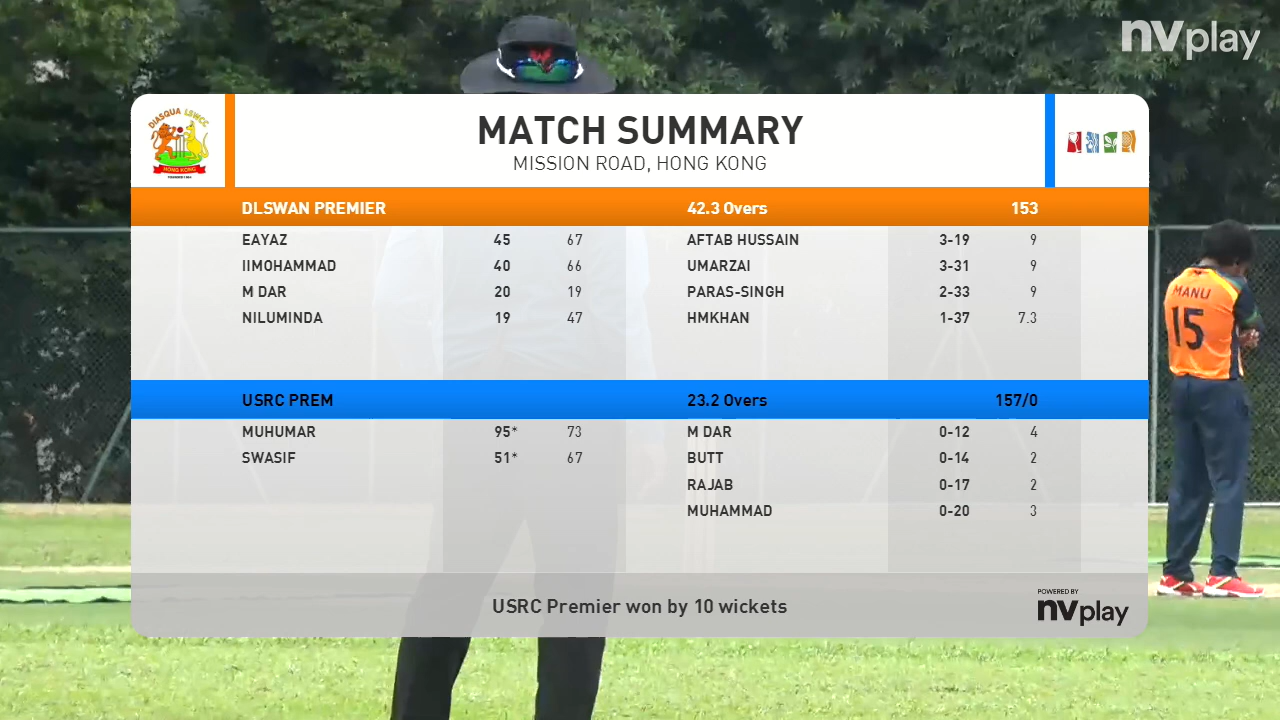 nvplay
DIASQUA LSWCC
HONG KONG
MATCH SUMMARY
MISSION ROAD, HONG KONG
DLSWAN PREMIER 42.3 Overs 153
EAYAZ 45 67 AFTAB HUSSAIN 3-19 9
IIMOHAMMAD 40 66 UMARZAI 3-31 9
M DAR 20 19 PARAS-SINGH 2-33 9
NILUMINDA 19 47 HMKHAN 1-37 7.3
MANU
15
USRC PREM 23.2 Overs 157/0
MUHUMAR 95* 73 M DAR 0-12 4
SWASIF 51* 67 BUTT 0-14 2
RAJAB 0-17 2
MUHAMMAD 0-20 3
USRC Premier won by 10 wickets
POWERED BY
nvplay